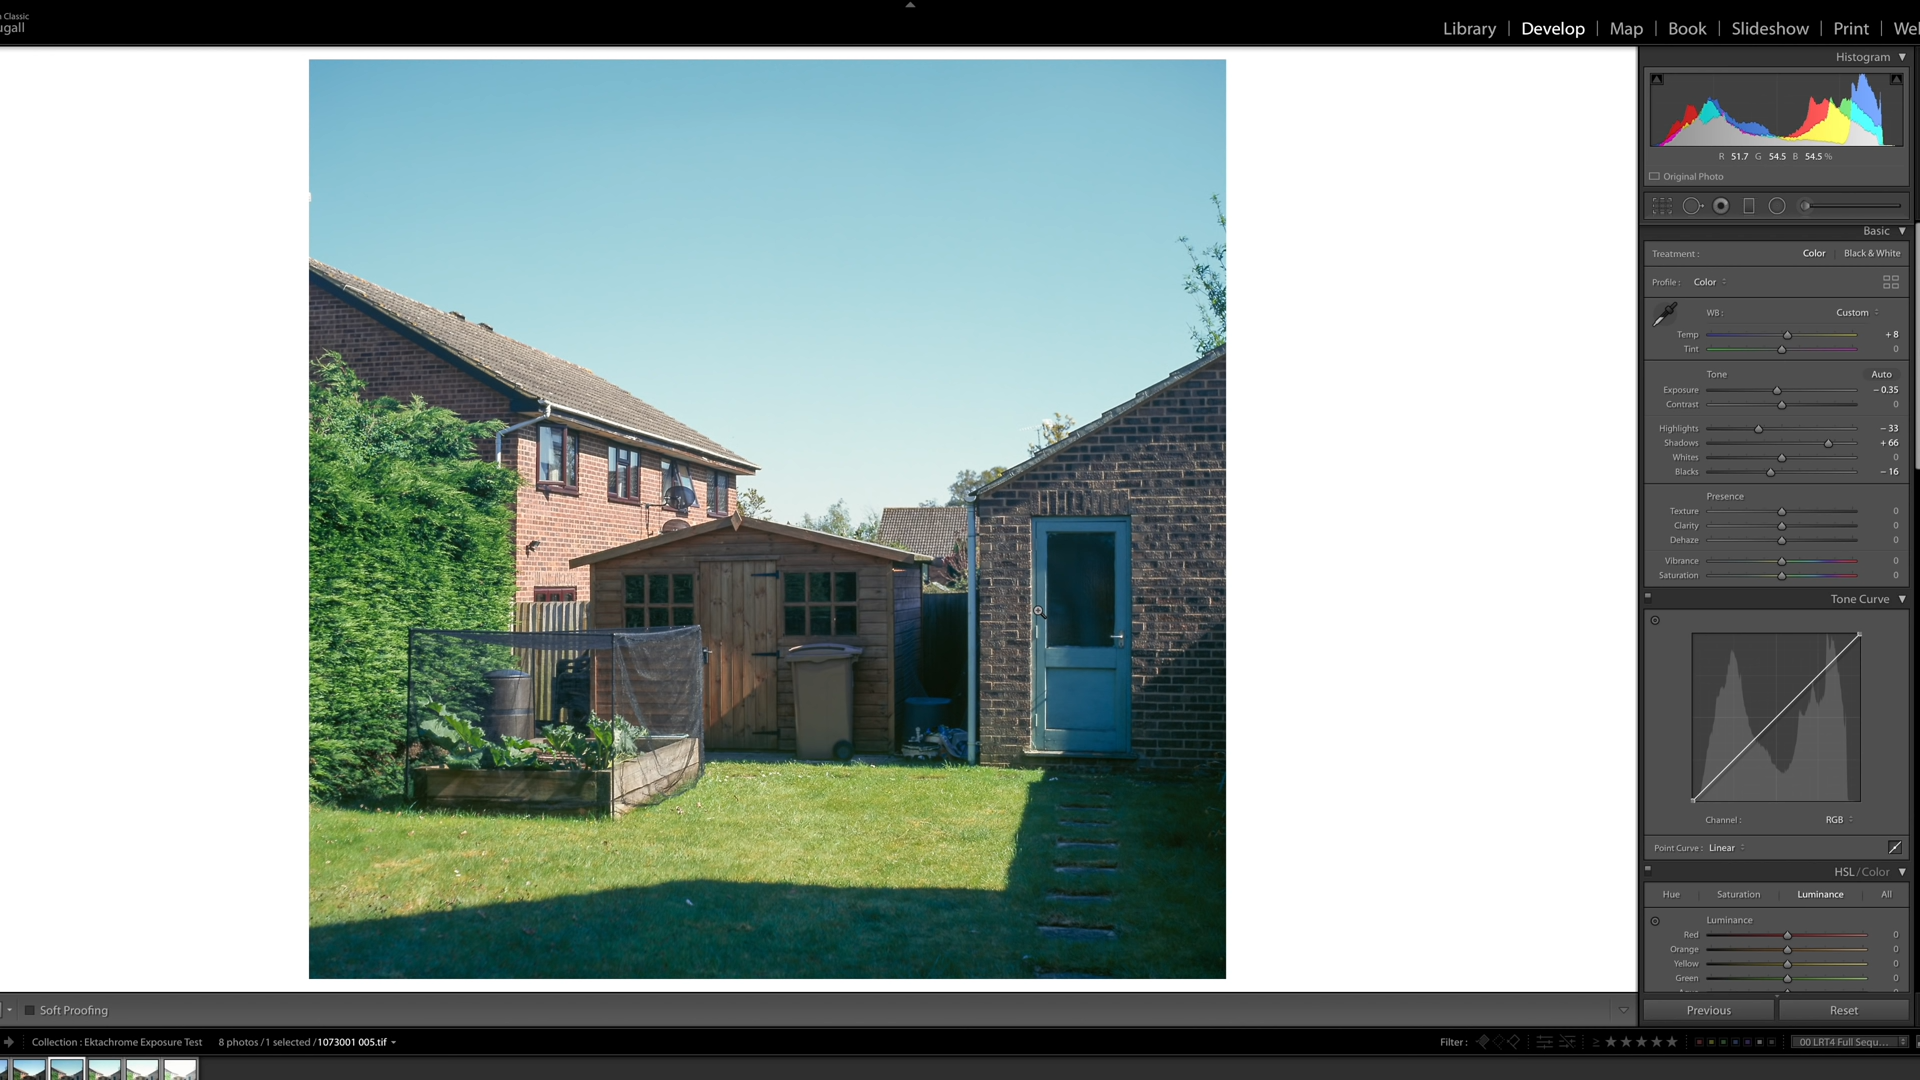 Classic
ugall
Library | Develop | Map | Book | Slideshow | Print |
Histogram
R 51.7 G 54.5 B 54.5 %
Original Photo
Basic
Treatment : Color Black & White
Profile : Color
WB : Custom
Temp + 8
Tint 0
Tone Auto
Exposure – 0.35
Contrast 0
Highlights – 33
Shadows + 66
Whites 0
Blacks – 16
Presence
Texture 0
Clarity 0
Dehaze 0
Vibrance 0
Saturation 0
Tone Curve
Channel : RGB
Point Curve : Linear
HSL / Color
Hue Saturation Luminance All
Luminance
Red 0
Orange 0
Yellow 0
Green 0
Soft Proofing
Previous Reset
Collection : Ektachrome Exposure Test 8 photos / 1 selected / 1073001 005.tif
Filter : 00 LRT4 Full Sequ...